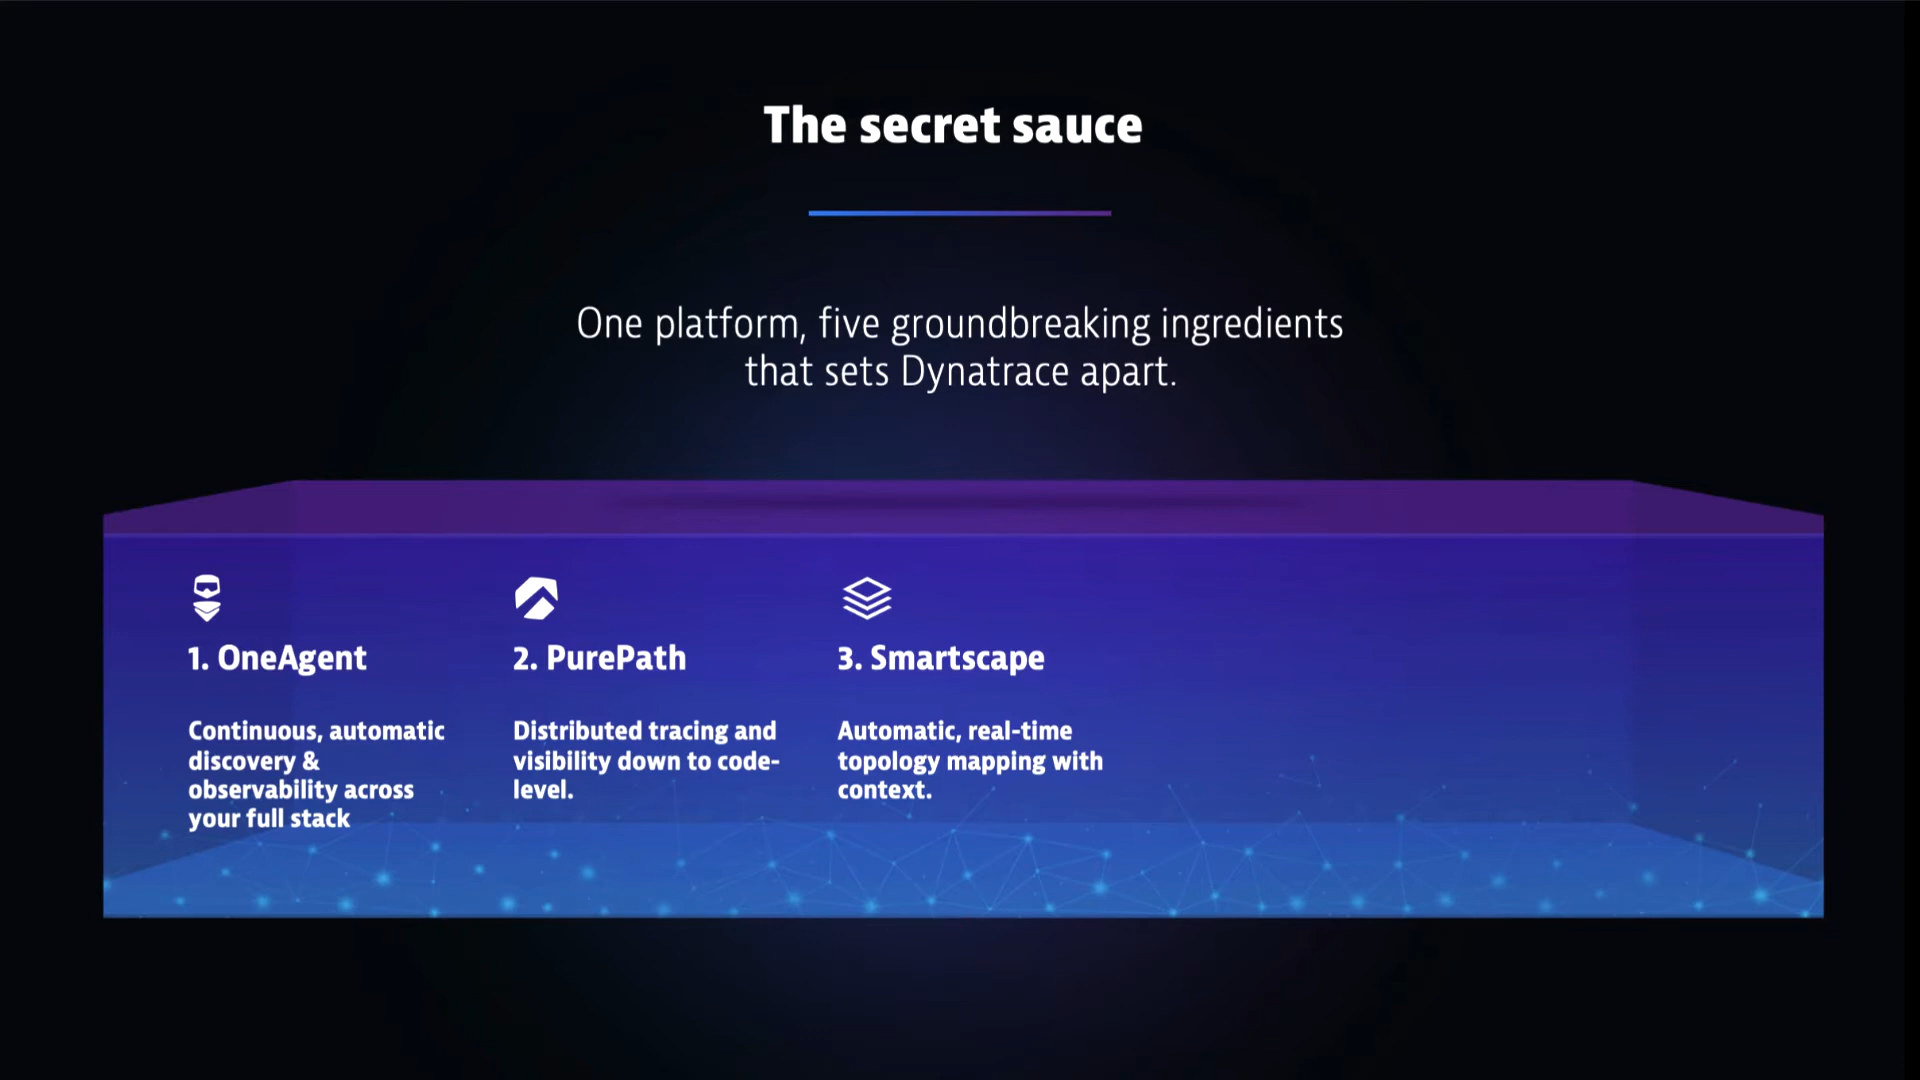 The secret sauce
One platform, five groundbreaking ingredients
that sets Dynatrace apart.
1. OneAgent
Continuous, automatic
discovery &
observability across
your full stack
2. PurePath
Distributed tracing and
visibility down to code-
level.
3. Smartscape
Automatic, real-time
topology mapping with
context.